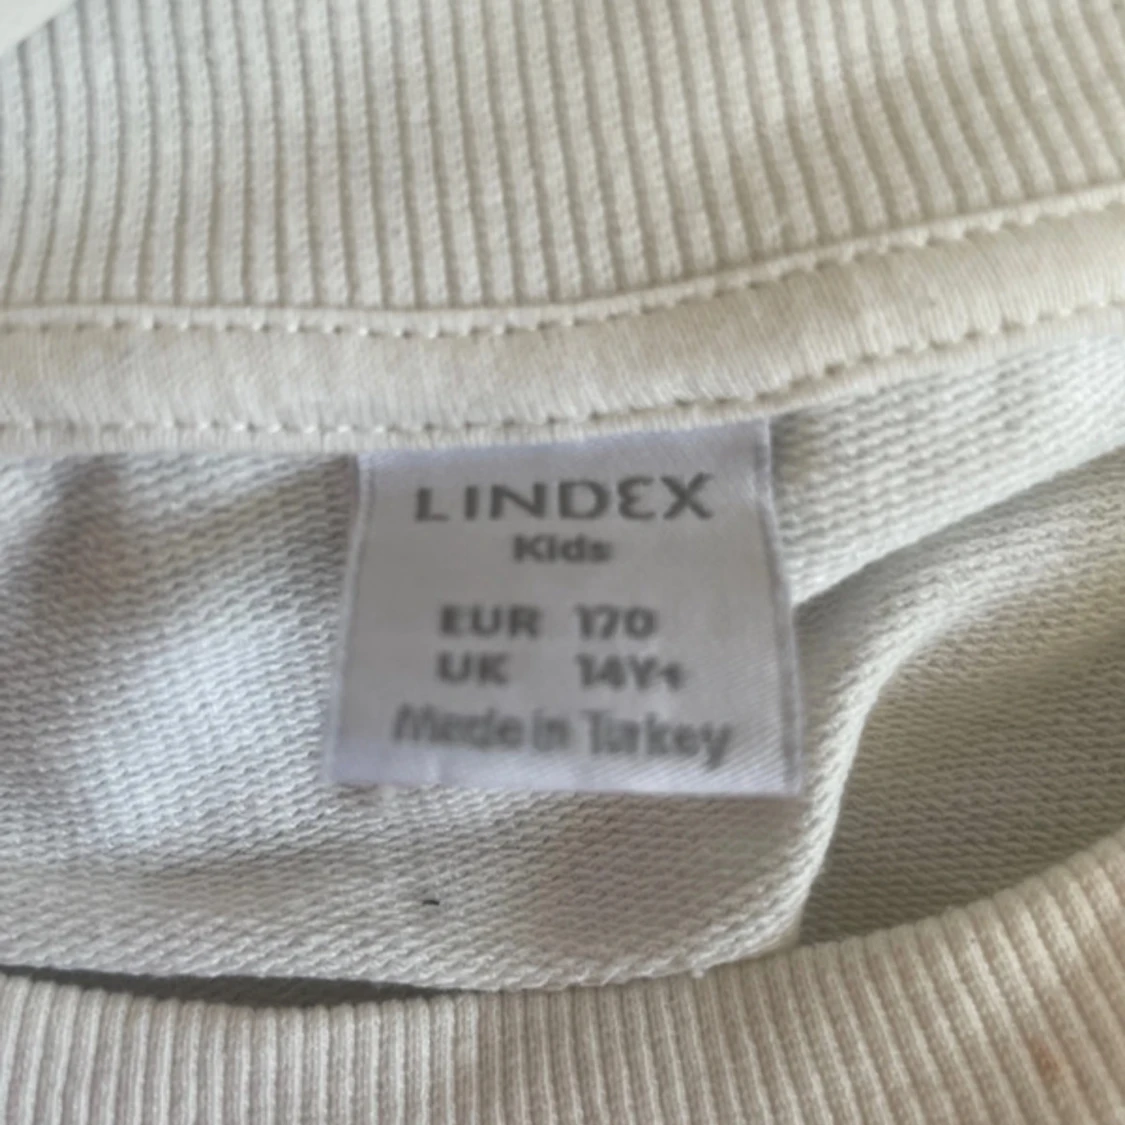 LINDEX
Kids
EUR 170
UK 14Y+
Made in Turkey